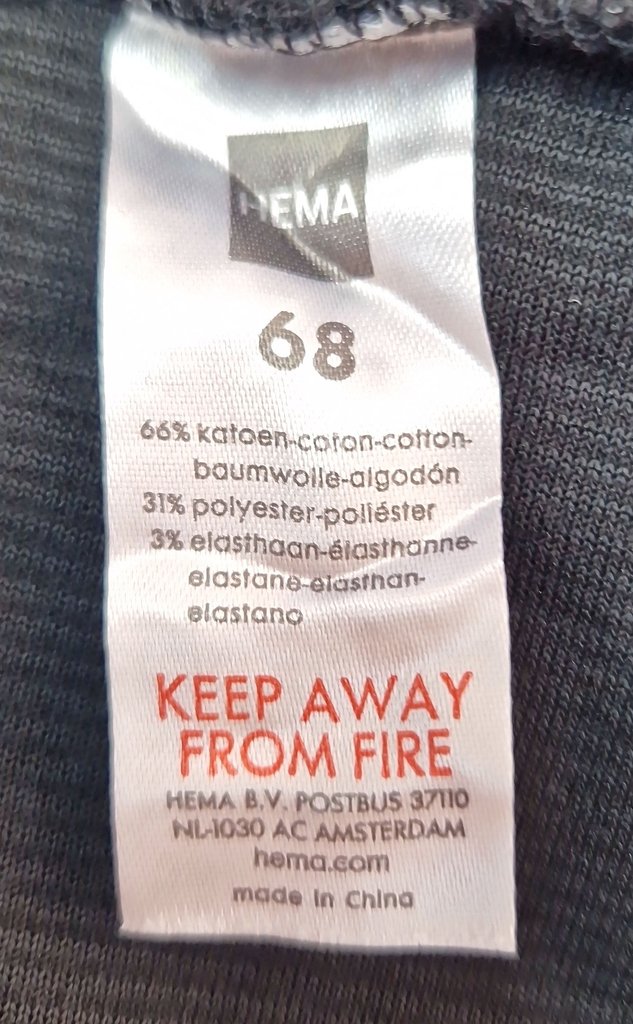 HEMA
68
66% katoen-coton-cotton-
baumwolle-algodón
31% polyester-poliéster
3% elasthaan-élasthanne-
elastane-elasthan-
elastano
KEEP AWAY
FROM FIRE
HEMA B.V. POSTBUS 37110
NL-1030 AC AMSTERDAM
hema.com
made in China